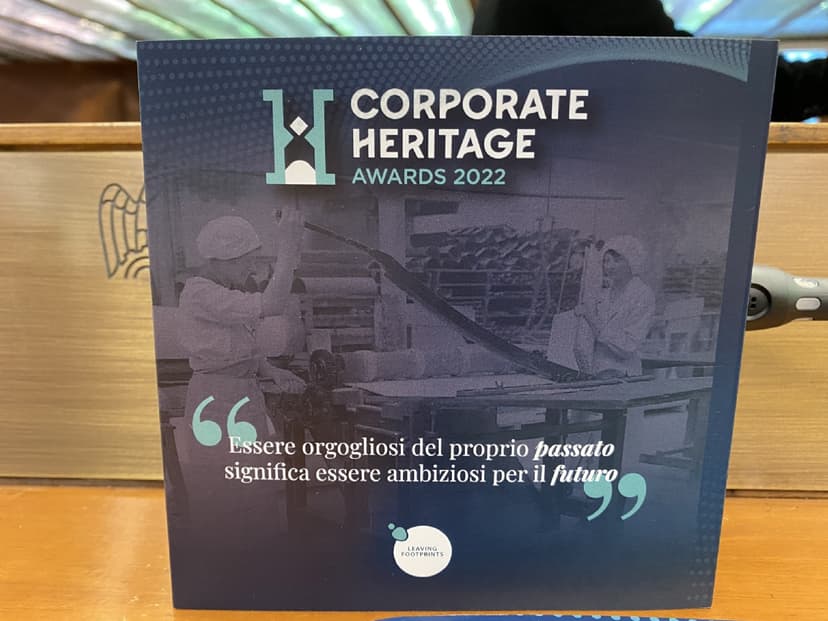 CORPORATE
HERITAGE
AWARDS 2022
“Essere orgogliosi del proprio passato
significa essere ambiziosi per il futuro”
LEAVING
FOOTPRINTS